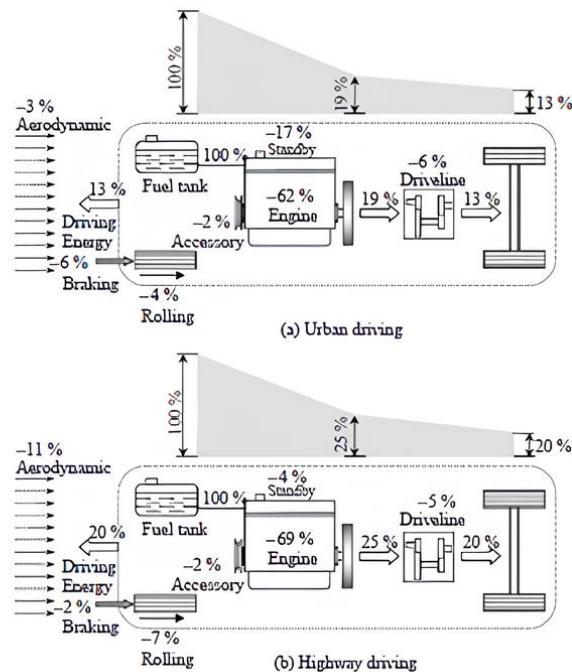 100 %
19 %
13 %
−3 %
Aerodynamic
−17 %
Standby
100%
Fuel tank
−6 %
Driveline
13 %
−62 %
Engine
19 %
13 %
−2 %
Accessory
Driving
Energy
−6 %
Braking
−4 %
Rolling
(a) Urban driving
100 %
25 %
20 %
−11 %
Aerodynamic
−4 %
Standby
100 %
Fuel tank
−5 %
Driveline
20 %
−69 %
Engine
25 %
20 %
−2 %
Accessory
Driving
Energy
−2 %
Braking
−7 %
Rolling
(b) Highway driving